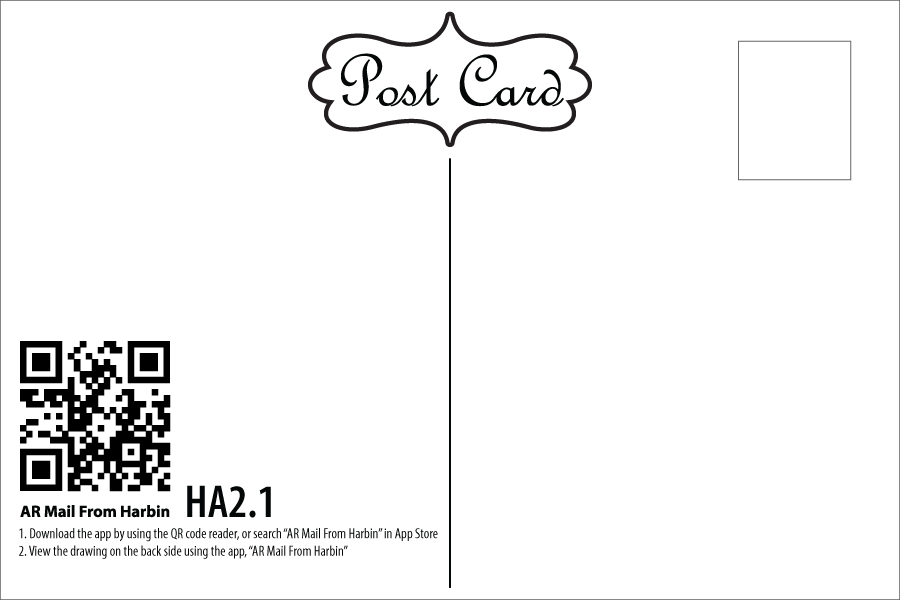 Post Card
AR Mail From Harbin HA2.1
1. Download the app by using the QR code reader, or search “AR Mail From Harbin” in App Store
2. View the drawing on the back side using the app, “AR Mail From Harbin”